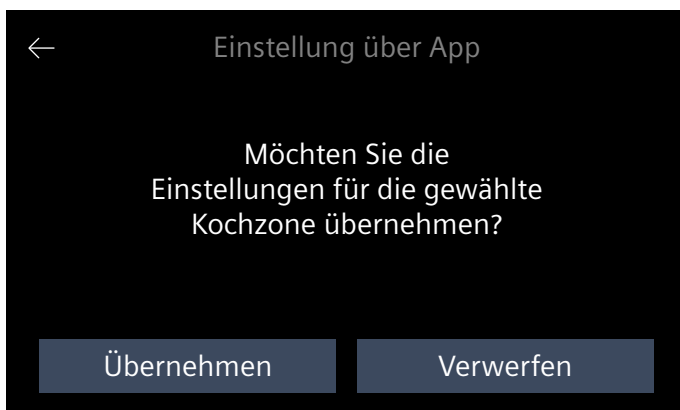 Einstellung über App
Möchten Sie die
Einstellungen für die gewählte
Kochzone übernehmen?
Übernehmen
Verwerfen